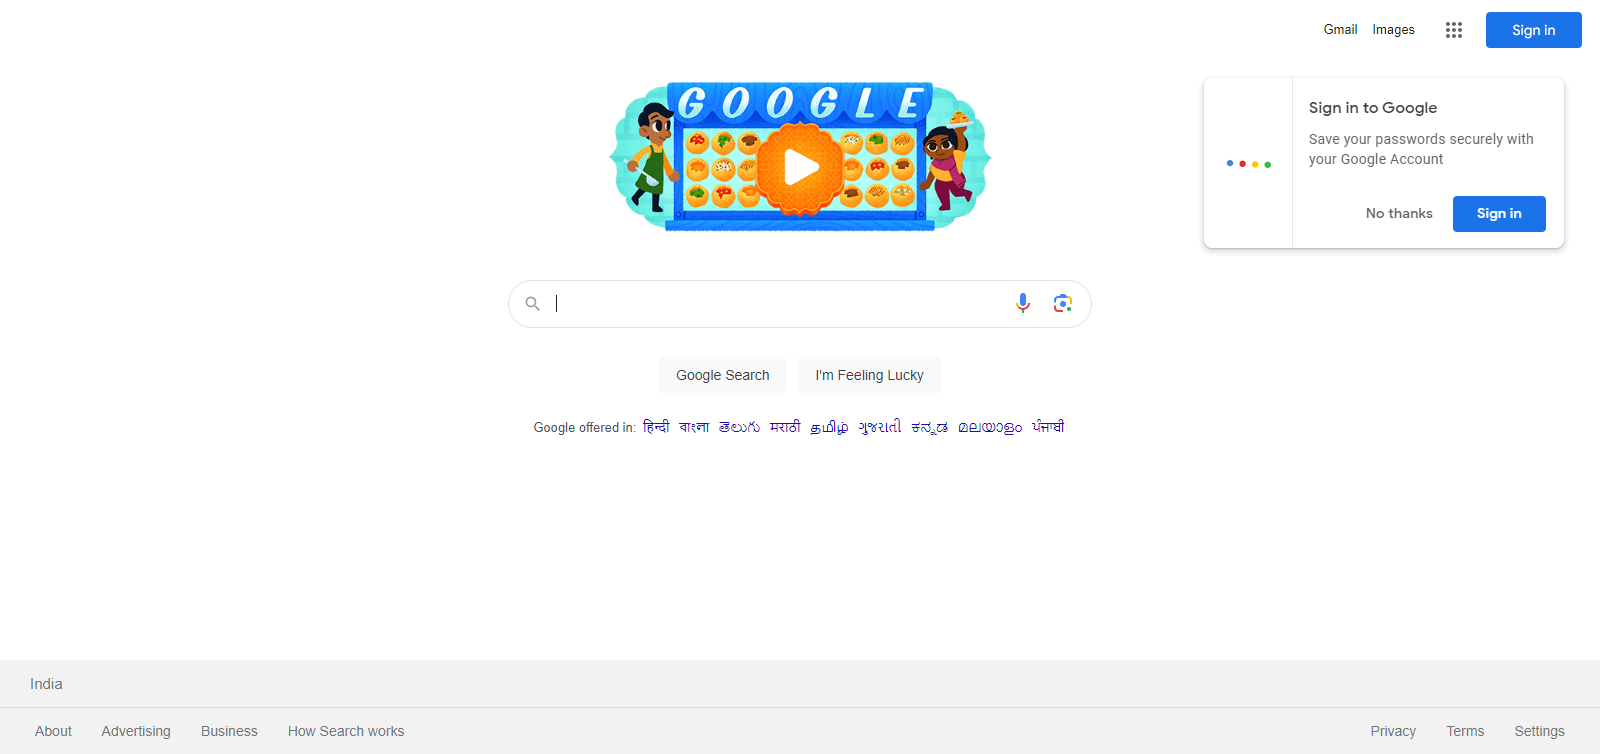 Gmail Images Sign in
GOOGLE
Sign in to Google
Save your passwords securely with
your Google Account
No thanks Sign in
Google Search I'm Feeling Lucky
Google offered in: हिन्दी বাংলা తెలుగు मराठी தமிழ் ગુજરાતી ಕನ್ನಡ മലയാളം ਪੰਜਾਬੀ
India
About Advertising Business How Search works Privacy Terms Settings